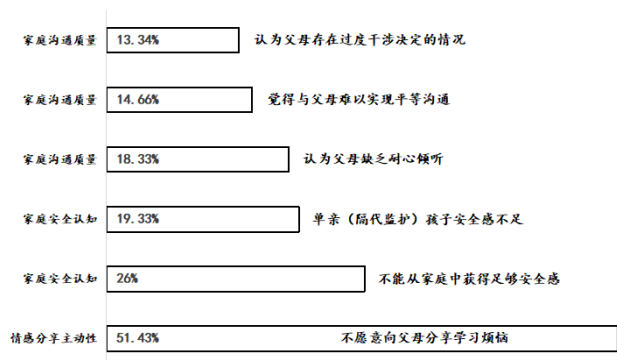 家庭沟通质量 13.34% 认为父母存在过度干涉决定的情况
家庭沟通质量 14.66% 觉得与父母难以实现平等沟通
家庭沟通质量 18.33% 认为父母缺乏耐心倾听
家庭安全认知 19.33% 单亲（隔代监护）孩子安全感不足
家庭安全认知 26% 不能从家庭中获得足够安全感
情感分享主动性 51.43% 不愿意向父母分享学习烦恼